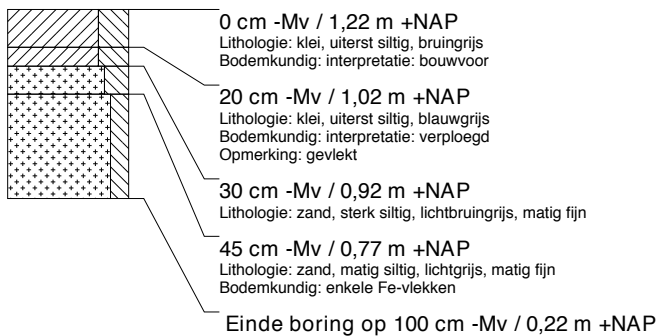 0 cm -Mv / 1,22 m +NAP
Lithologie: klei, uiterst siltig, bruingrijs
Bodemkundig: interpretatie: bouwvoor
20 cm -Mv / 1,02 m +NAP
Lithologie: klei, uiterst siltig, blauwgrijs
Bodemkundig: interpretatie: verploegd
Opmerking: gevlekt
30 cm -Mv / 0,92 m +NAP
Lithologie: zand, sterk siltig, lichtbruingrijs, matig fijn
45 cm -Mv / 0,77 m +NAP
Lithologie: zand, matig siltig, lichtgrijs, matig fijn
Bodemkundig: enkele Fe-vlekken
Einde boring op 100 cm -Mv / 0,22 m +NAP